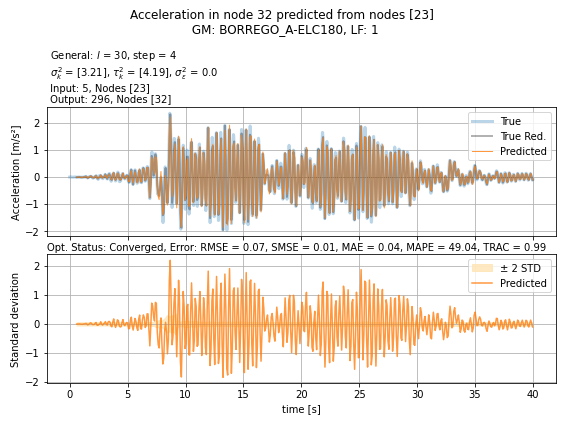 Acceleration in node 32 predicted from nodes [23]
GM: BORREGO_A-ELC180, LF: 1
General: l = 30, step = 4
σ²ₖ = [3.21], τ²ₖ = [4.19], σ²ε = 0.0
Input: 5, Nodes [23]
Output: 296, Nodes [32]
Acceleration [m/s²]
2
1
0
−1
−2
True
True Red.
Predicted
Opt. Status: Converged, Error: RMSE = 0.07, SMSE = 0.01, MAE = 0.04, MAPE = 49.04, TRAC = 0.99
Standard deviation
2
1
0
−1
−2
± 2 STD
Predicted
0 5 10 15 20 25 30 35 40
time [s]